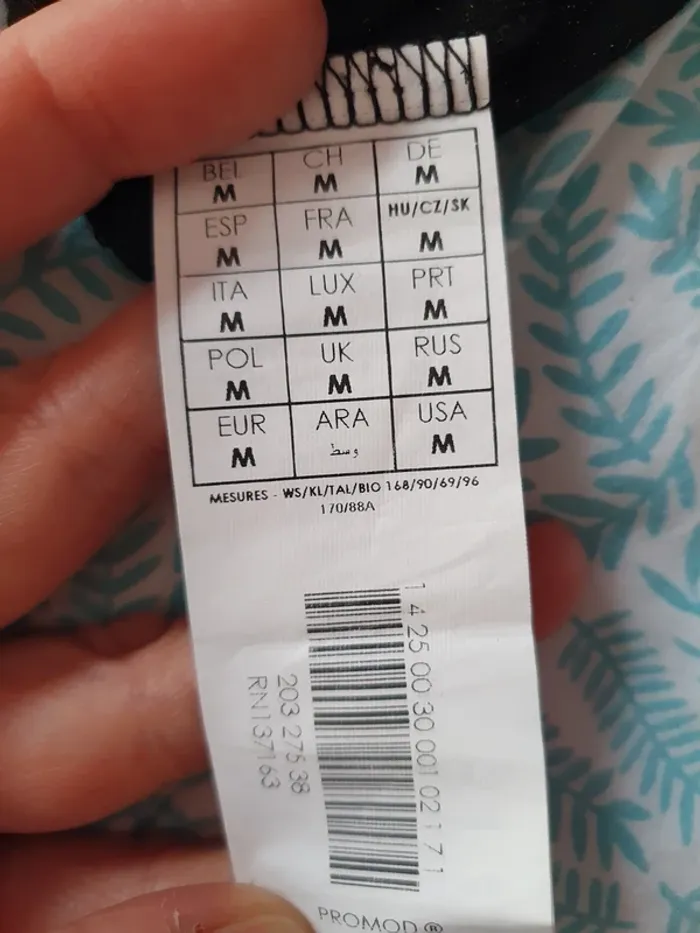 BEL CH DE
M M M
ESP FRA HU/CZ/SK
M M M
ITA LUX PRT
M M M
POL UK RUS
M M M
EUR ARA USA
M وسط M
MESURES - WS/KL/TAL/BIO 168/90/69/96
170/88A
1 4 25 00 30 001 02 1 7 1
203 275 38
RN137163
PROMOD®